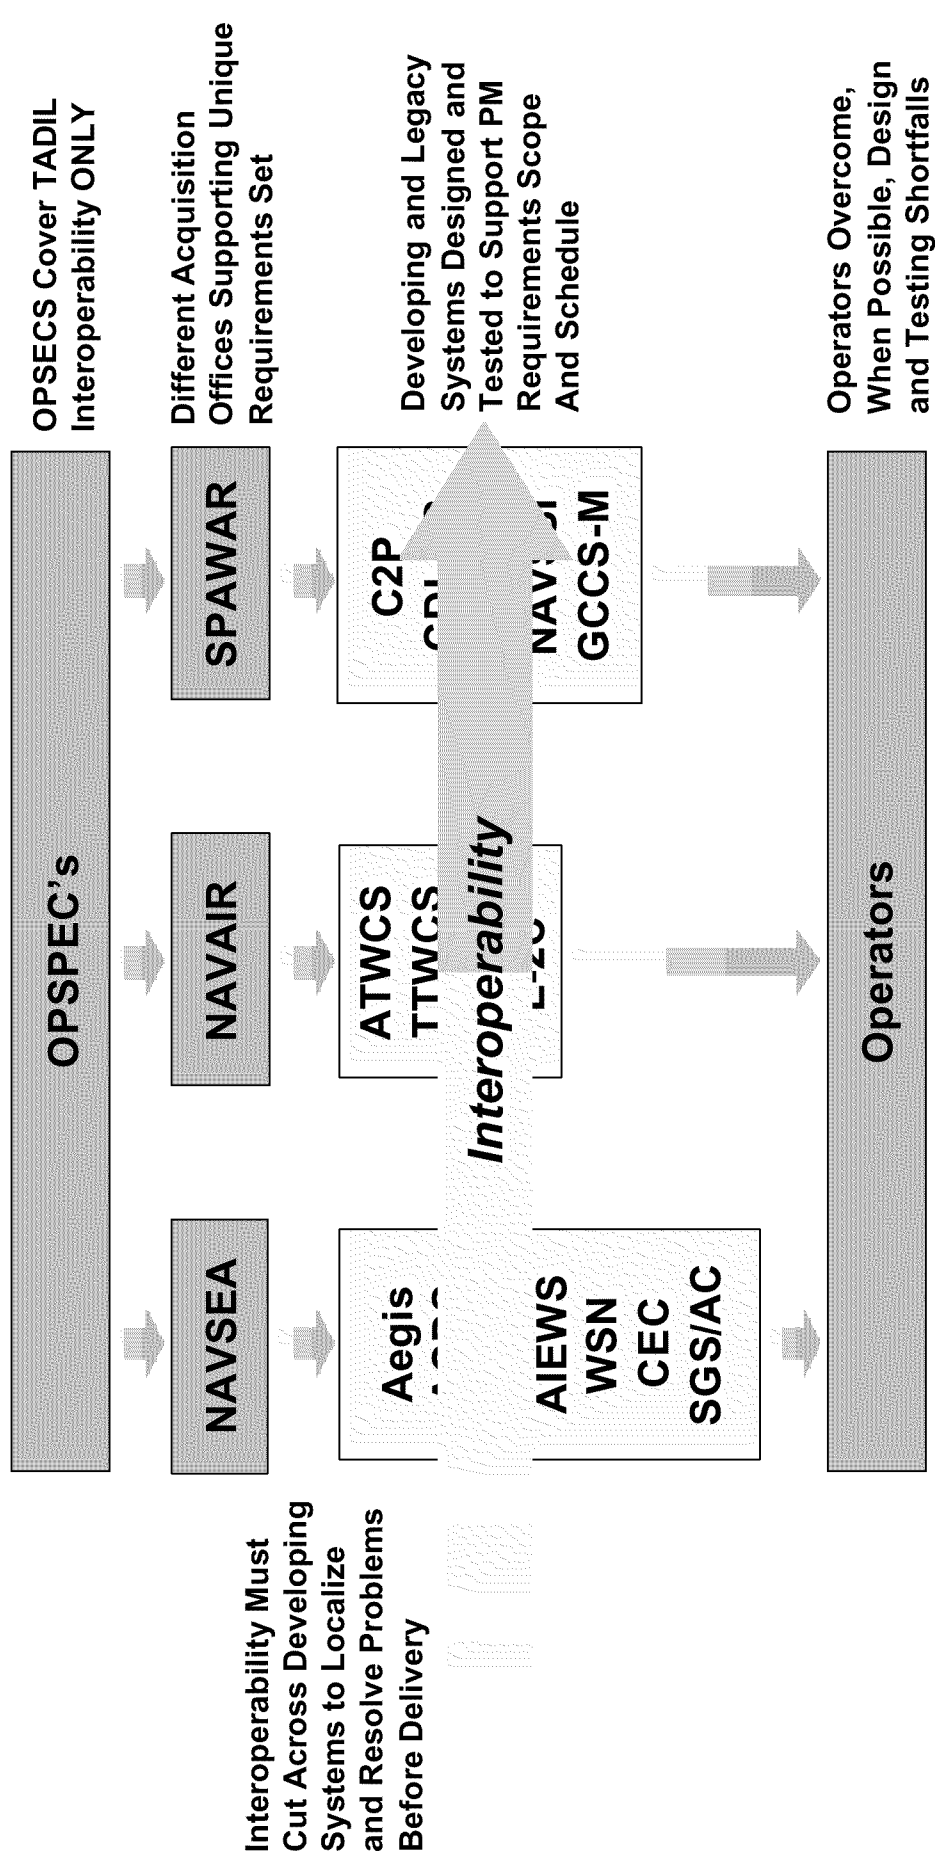 OPSPEC's
OPSECS Cover TADIL
Interoperability ONLY
NAVSEA
NAVAIR
SPAWAR
Different Acquisition
Offices Supporting Unique
Requirements Set
Interoperability Must
Cut Across Developing
Systems to Localize
and Resolve Problems
Before Delivery
Aegis
AIEWS
WSN
CEC
SGS/AC
ATWCS
TTWCS
C2P
GCCS-M
Interoperability
Developing and Legacy
Systems Designed and
Tested to Support PM
Requirements Scope
And Schedule
Operators
Operators Overcome,
When Possible, Design
and Testing Shortfalls